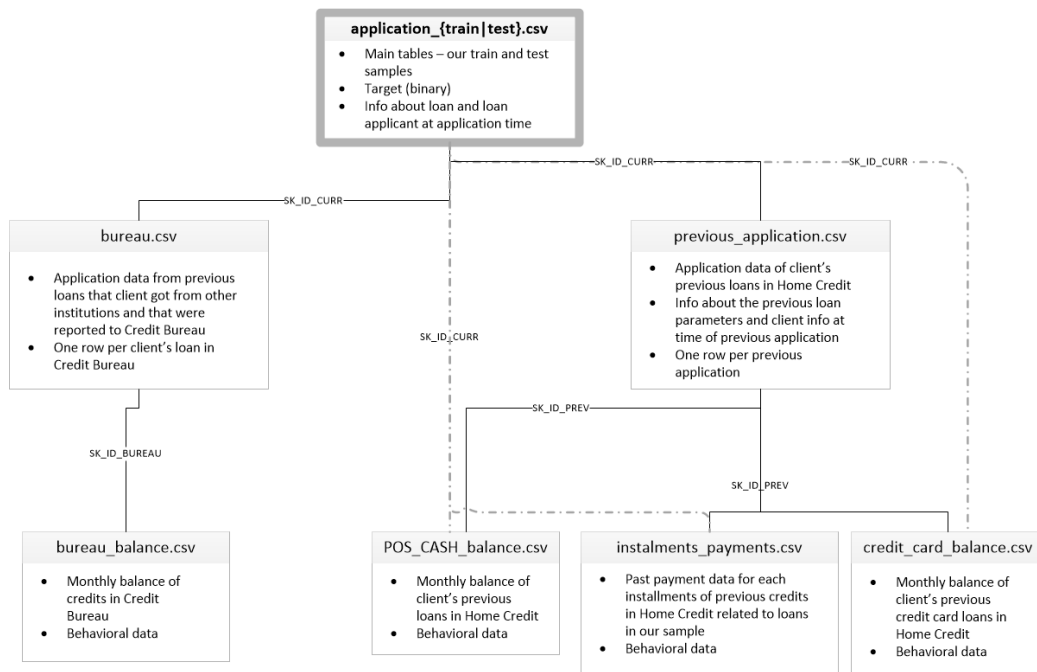 application_{train|test}.csv
• Main tables – our train and test
samples
• Target (binary)
• Info about loan and loan
applicant at application time
SK_ID_CURR
SK_ID_CURR
SK_ID_CURR
bureau.csv
• Application data from previous
loans that client got from other
institutions and that were
reported to Credit Bureau
• One row per client's loan in
Credit Bureau
previous_application.csv
• Application data of client's
previous loans in Home Credit
• Info about the previous loan
parameters and client info at
time of previous application
• One row per previous
application
SK_ID_CURR
SK_ID_PREV
SK_ID_BUREAU
SK_ID_PREV
bureau_balance.csv
• Monthly balance of
credits in Credit
Bureau
• Behavioral data
POS_CASH_balance.csv
• Monthly balance of
client's previous
loans in Home Credit
• Behavioral data
instalments_payments.csv
• Past payment data for each
installments of previous credits
in Home Credit related to loans
in our sample
• Behavioral data
credit_card_balance.csv
• Monthly balance of
client's previous
credit card loans in
Home Credit
• Behavioral data